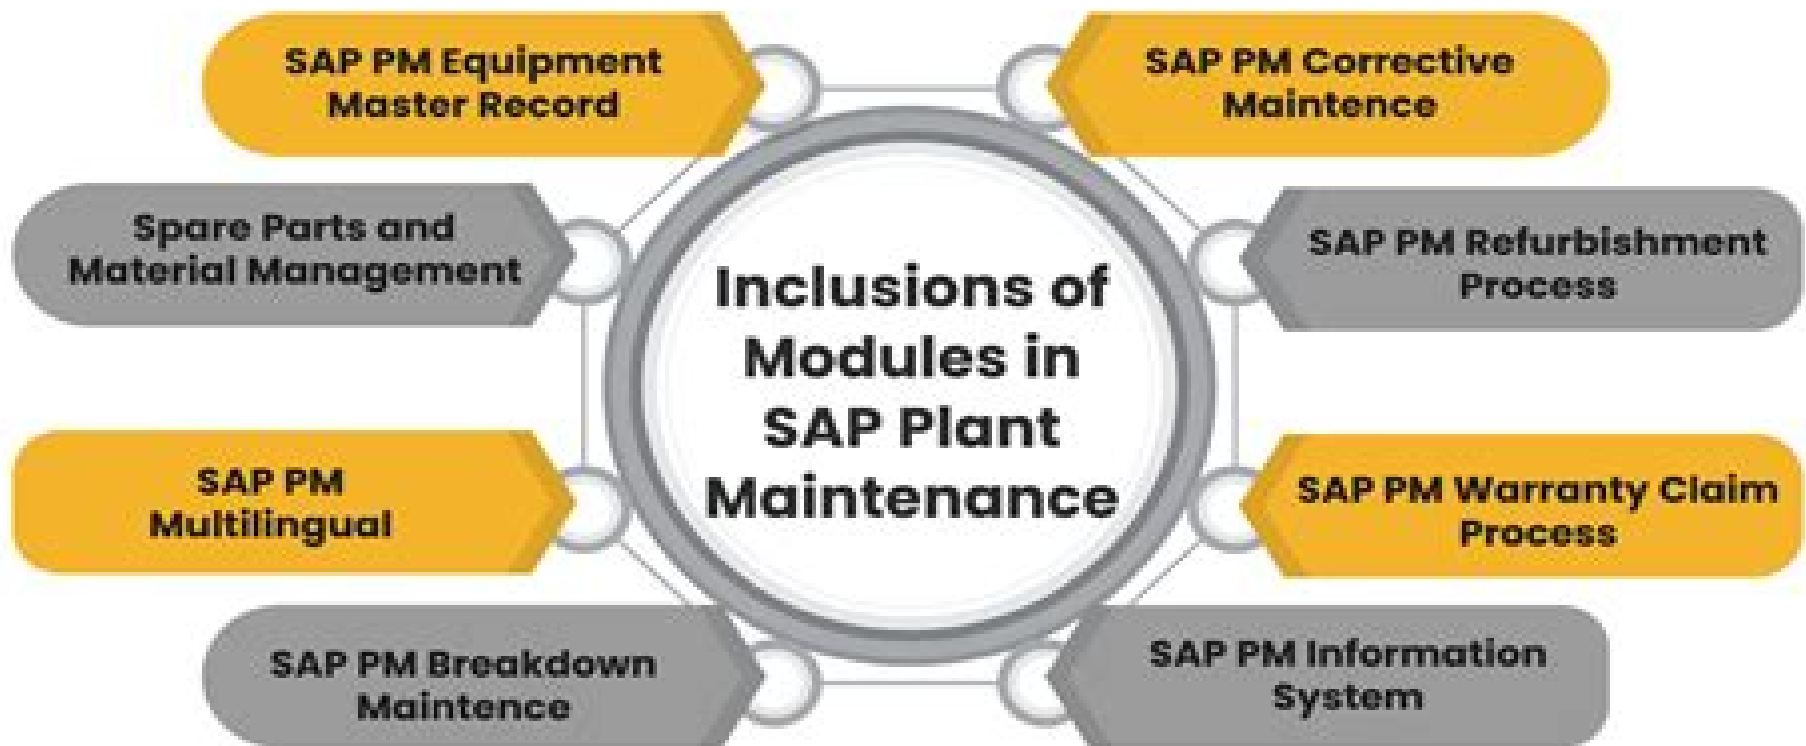 SAP PM Equipment
Master Record
SAP PM Corrective
Maintence
Spare Parts and
Material Management
SAP PM Refurbishment
Process
Inclusions of
Modules in
SAP Plant
Maintenance
SAP PM
Multilingual
SAP PM Warranty Claim
Process
SAP PM Breakdown
Maintence
SAP PM Information
System